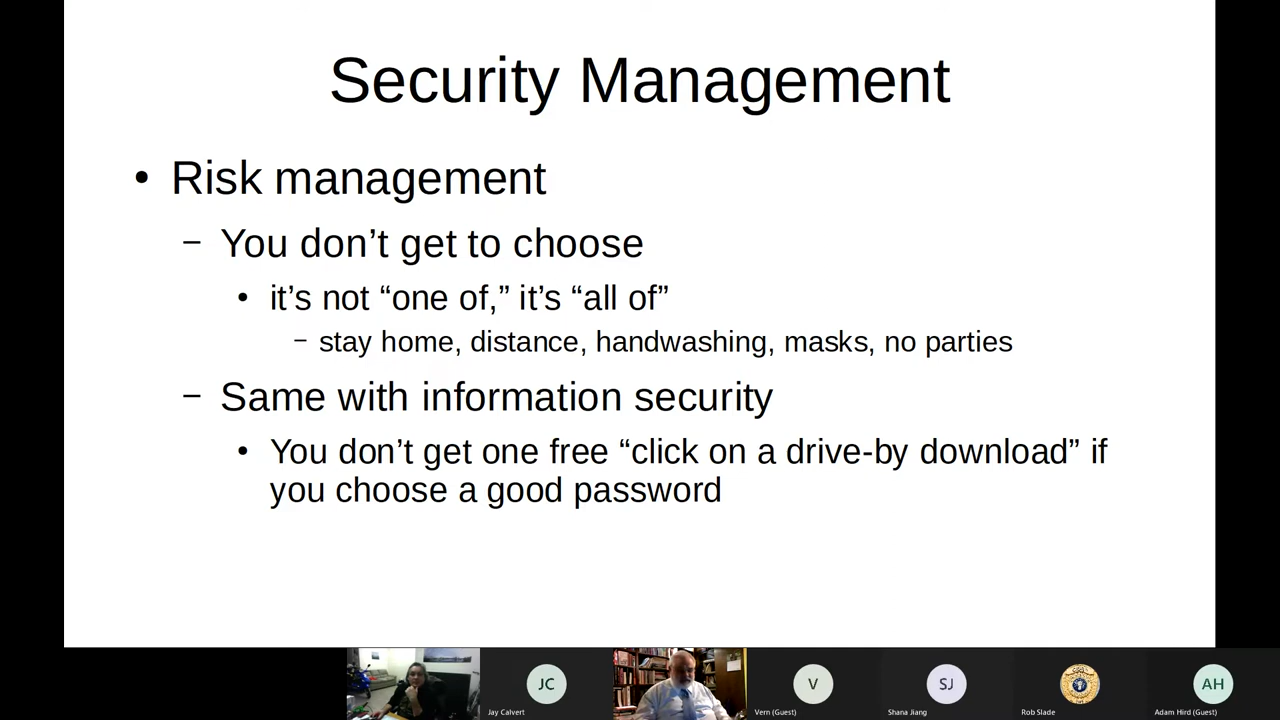 Security Management
• Risk management
– You don’t get to choose
• it’s not “one of,” it’s “all of”
– stay home, distance, handwashing, masks, no parties
– Same with information security
• You don’t get one free “click on a drive-by download” if
you choose a good password
JC
V
SJ
AH
Jay Calvert
Vern (Guest)
Shana Jiang
Rob Slade
Adam Hird (Guest)